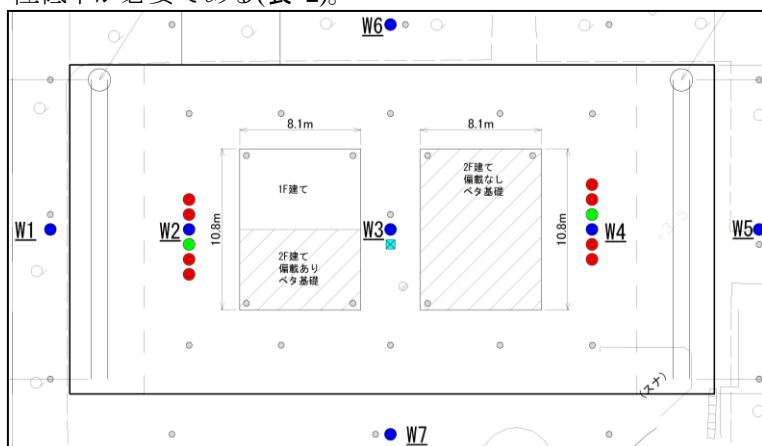 W6
8.1m
8.1m
1F建て
2F建て
偏載なし
ベタ基礎
W1
W2
10.8m
W3
10.8m
W4
W5
2F建て
偏載あり
ベタ基礎
(スナ)
W7